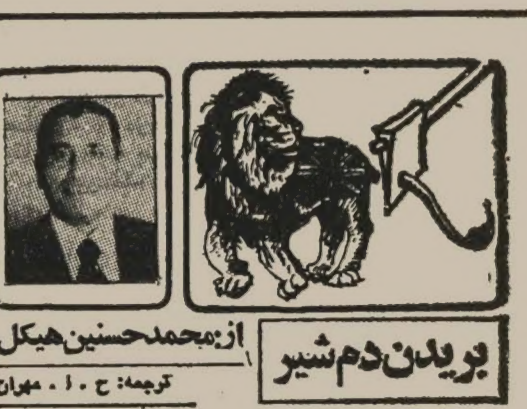 بریدن دم شیر
از: محمدحسنین هیکل
ترجمه: ح . ا . مهران